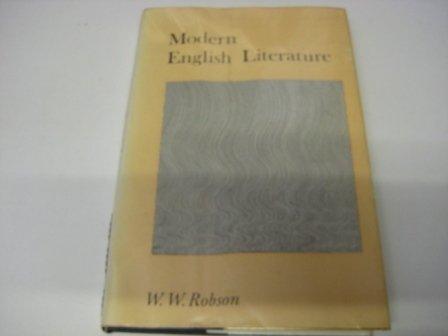 Modern
English Literature
W. W. Robson